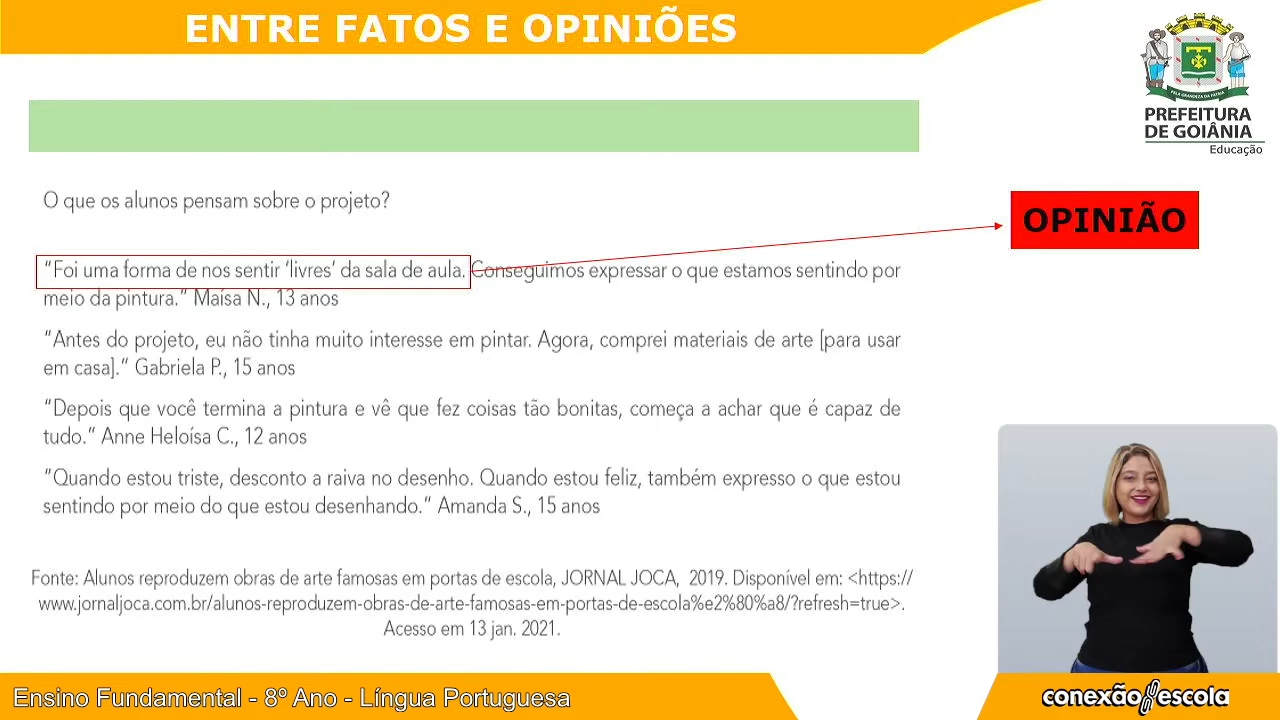 ENTRE FATOS E OPINIÕES
PELA GRANDEZA DA PATRIA
PREFEITURA
DE GOIÂNIA
Educação
O que os alunos pensam sobre o projeto?
OPINIÃO
“Foi uma forma de nos sentir ‘livres’ da sala de aula. Conseguimos expressar o que estamos sentindo por
meio da pintura.” Maísa N., 13 anos
“Antes do projeto, eu não tinha muito interesse em pintar. Agora, comprei materiais de arte [para usar
em casa].” Gabriela P., 15 anos
“Depois que você termina a pintura e vê que fez coisas tão bonitas, começa a achar que é capaz de
tudo.” Anne Heloísa C., 12 anos
“Quando estou triste, desconto a raiva no desenho. Quando estou feliz, também expresso o que estou
sentindo por meio do que estou desenhando.” Amanda S., 15 anos
Fonte: Alunos reproduzem obras de arte famosas em portas de escola, JORNAL JOCA, 2019. Disponível em: <https://
www.jornaljoca.com.br/alunos-reproduzem-obras-de-arte-famosas-em-portas-de-escola%e2%80%a8/?refresh=true>.
Acesso em 13 jan. 2021.
Ensino Fundamental - 8º Ano - Língua Portuguesa
conexão escola